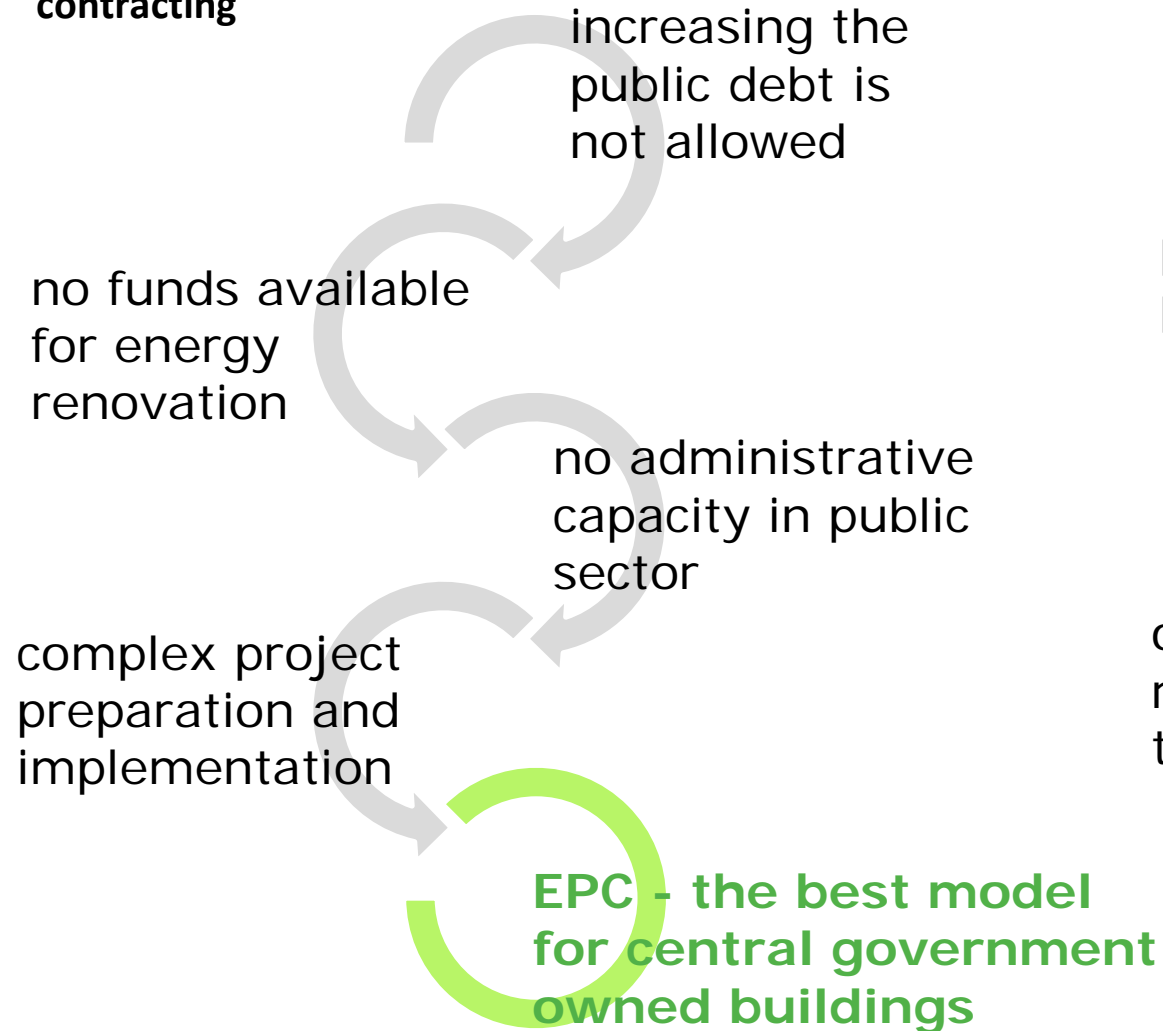 contracting
increasing the
public debt is
not allowed
no funds available
for energy
renovation
no administrative
capacity in public
sector
complex project
preparation and
implementation
EPC - the best model
for central government
owned buildings